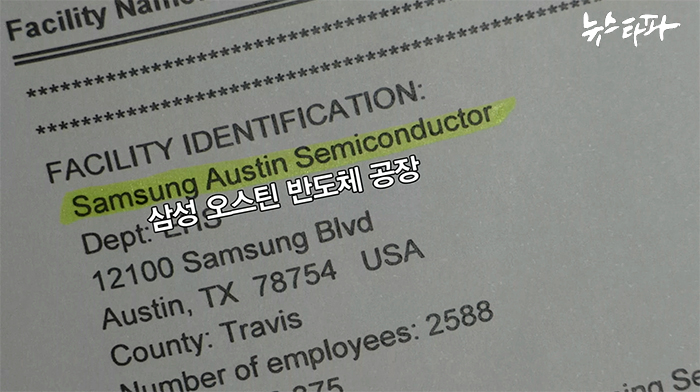 뉴스타파
Facility Name:
********************************
********************************
FACILITY IDENTIFICATION:
Samsung Austin Semiconductor
삼성 오스틴 반도체 공장
Dept: EHS
12100 Samsung Blvd
Austin, TX 78754 USA
County: Travis
Number of employees: 2588